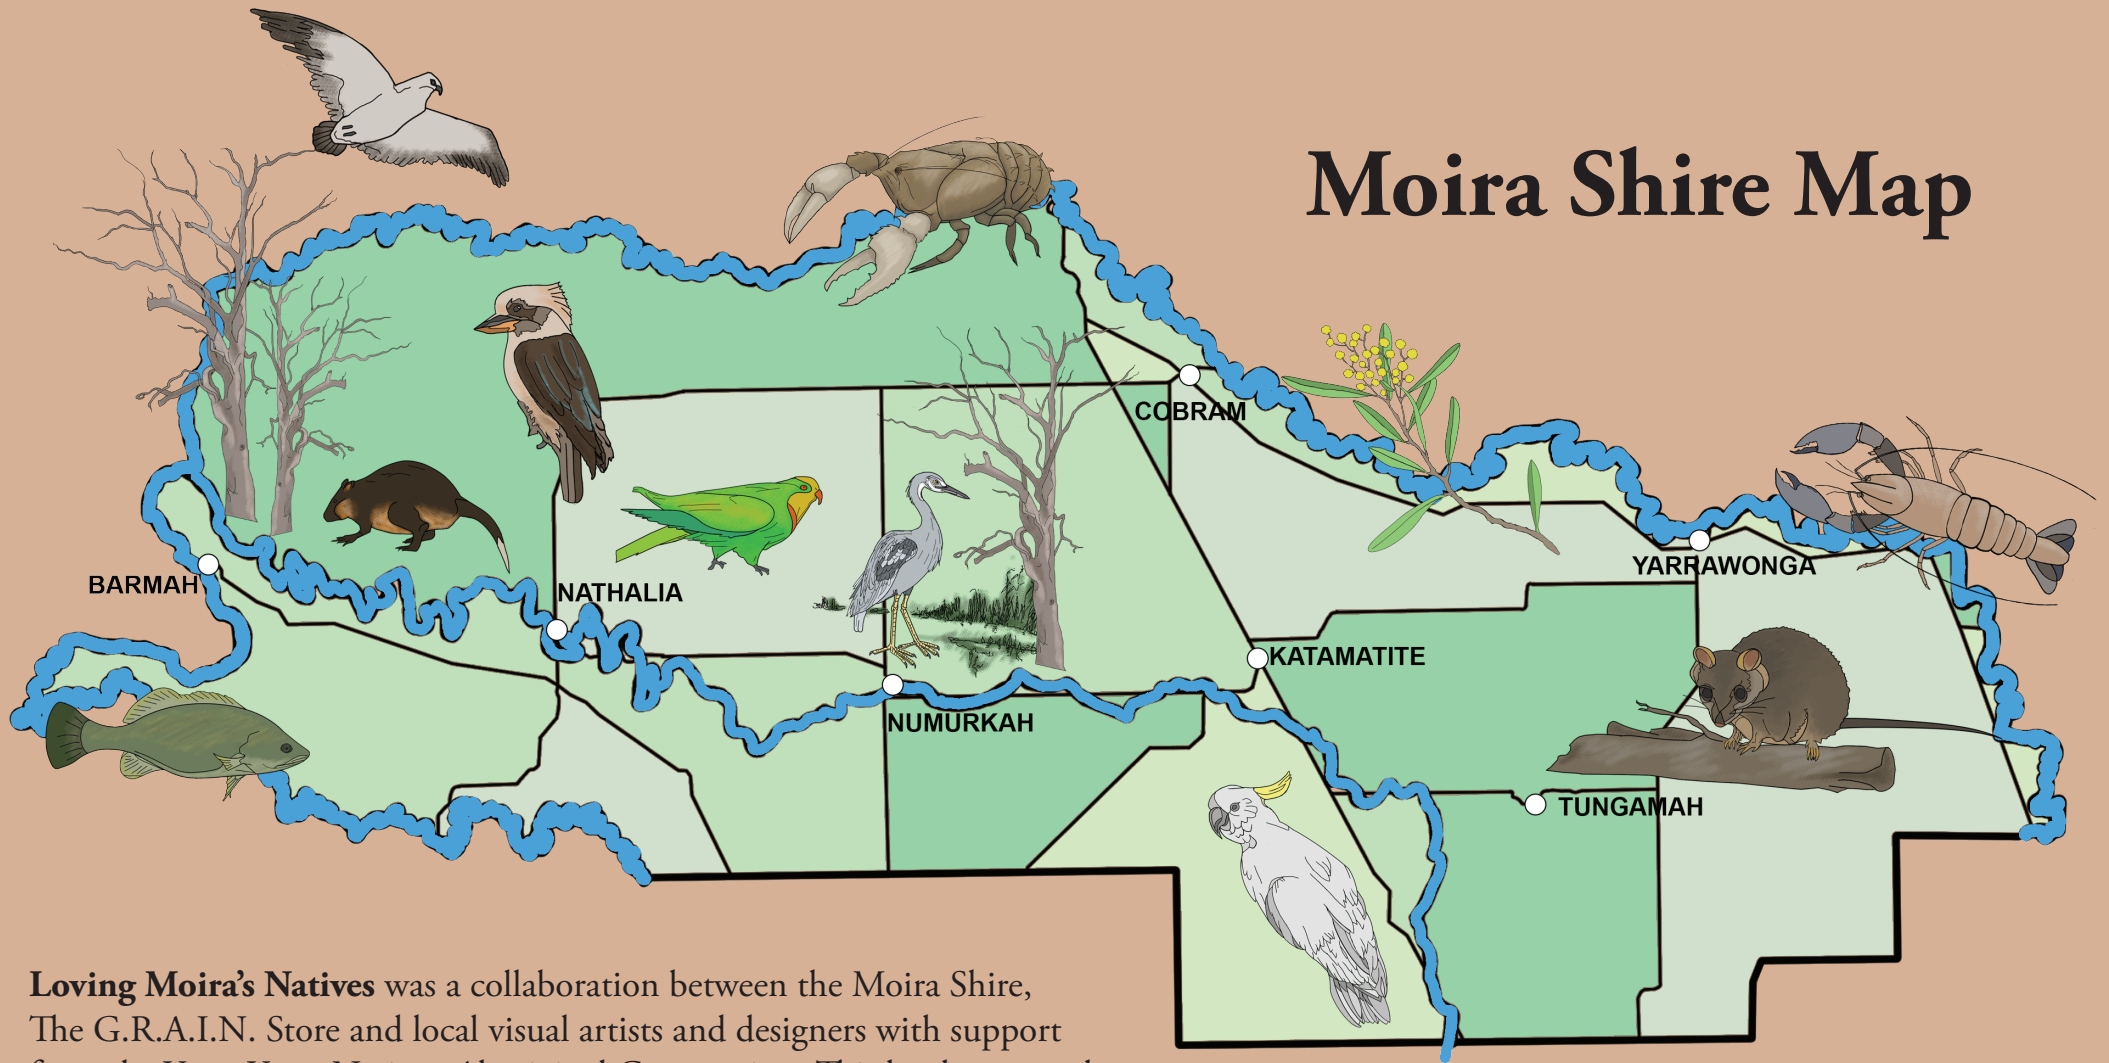 Moira Shire Map
COBRAM
YARRAWONGA
BARMAH
NATHALIA
KATAMATITE
NUMURKAH
TUNGAMAH
Loving Moira's Natives was a collaboration between the Moira Shire,
The G.R.A.I.N. Store and local visual artists and designers with support